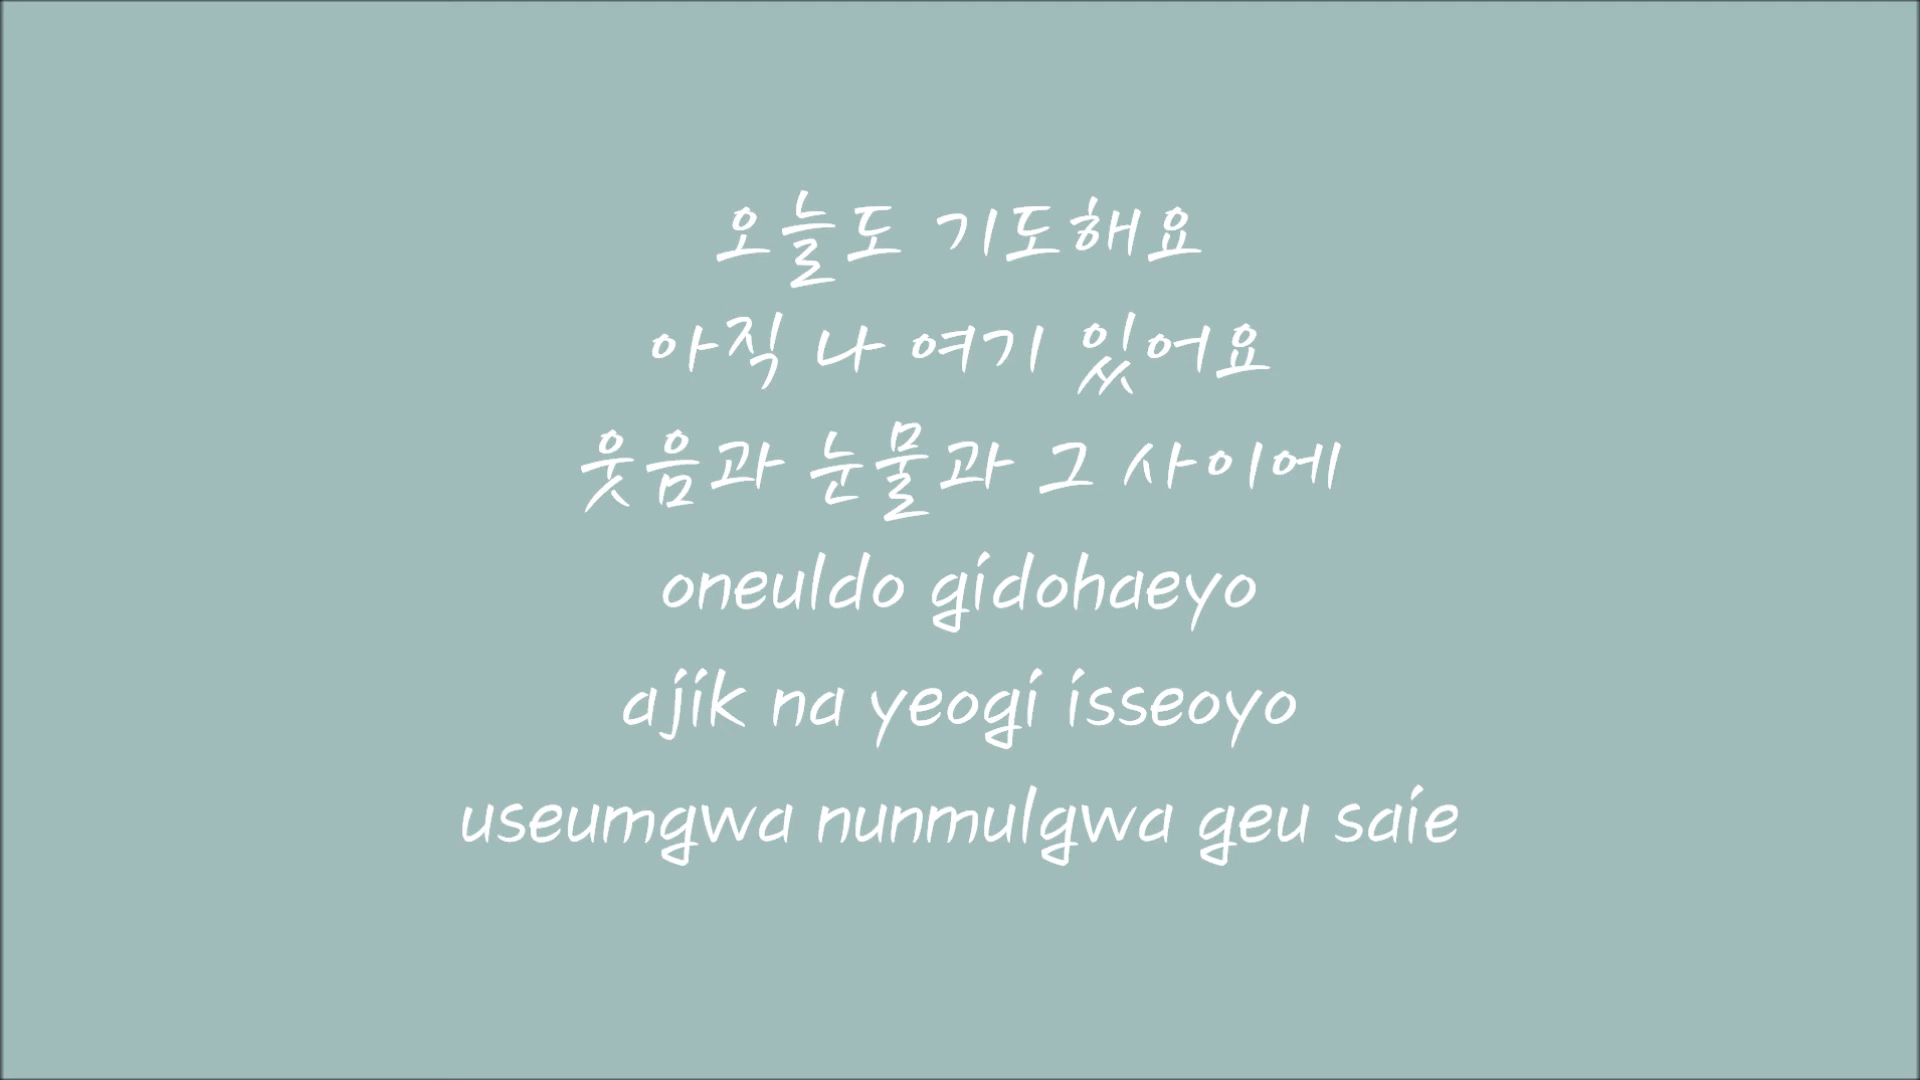 오늘도 기도해요
아직 나 여기 있어요
웃음과 눈물과 그 사이에
oneuldo gidohaeyo
ajik na yeogi isseoyo
useumgwa nunmulgwa geu saie